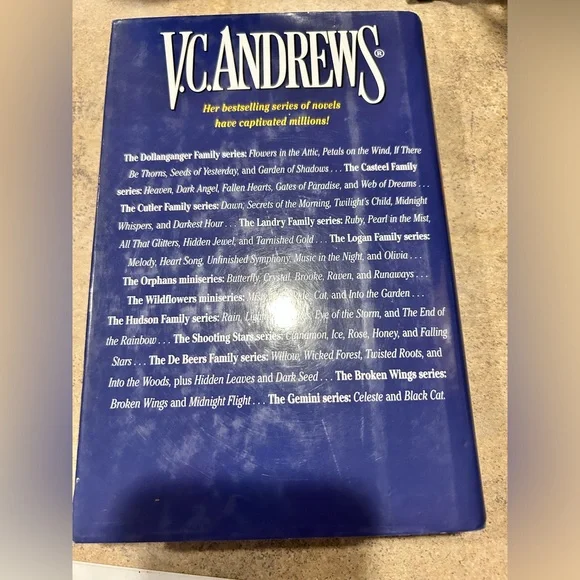 V.C. ANDREWS®
Her bestselling series of novels
have captivated millions!
The Dollanganger Family series: Flowers in the Attic, Petals on the Wind, If There
Be Thorns, Seeds of Yesterday, and Garden of Shadows . . . The Casteel Family
series: Heaven, Dark Angel, Fallen Hearts, Gates of Paradise, and Web of Dreams . . .
The Cutler Family series: Dawn, Secrets of the Morning, Twilight's Child, Midnight
Whispers, and Darkest Hour . . . The Landry Family series: Ruby, Pearl in the Mist,
All That Glitters, Hidden Jewel, and Tarnished Gold . . . The Logan Family series:
Melody, Heart Song, Unfinished Symphony, Music in the Night, and Olivia . . .
The Orphans miniseries: Butterfly, Crystal, Brooke, Raven, and Runaways . . .
The Wildflowers miniseries: Cat, and Into the Garden . . .
The Hudson Family series: Rain, Eye of the Storm, and The End of
the Rainbow . . . The Shooting Stars series: Cinnamon, Ice, Rose, Honey, and Falling
Stars . . . The De Beers Family series: Willow, Wicked Forest, Twisted Roots, and
Into the Woods, plus Hidden Leaves and Dark Seed . . . The Broken Wings series:
Broken Wings and Midnight Flight . . . The Gemini series: Celeste and Black Cat.